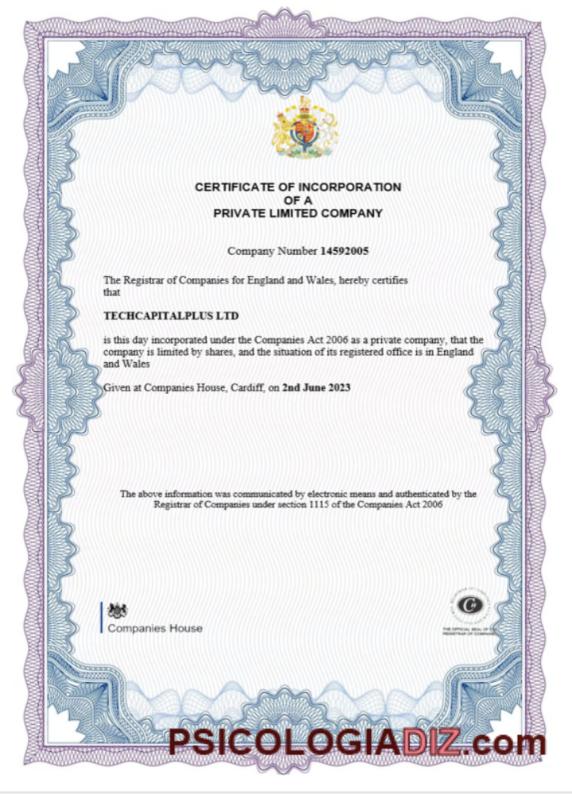 CERTIFICATE OF INCORPORATION
OF A
PRIVATE LIMITED COMPANY
Company Number 14592005
The Registrar of Companies for England and Wales, hereby certifies
that
TECHCAPITALPLUS LTD
is this day incorporated under the Companies Act 2006 as a private company, that the
company is limited by shares, and the situation of its registered office is in England
and Wales
Given at Companies House, Cardiff, on 2nd June 2023
The above information was communicated by electronic means and authenticated by the
Registrar of Companies under section 1115 of the Companies Act 2006
Companies House
THE OFFICIAL SEAL OF
REGISTRAR OF
PSICOLOGIADIZ.com